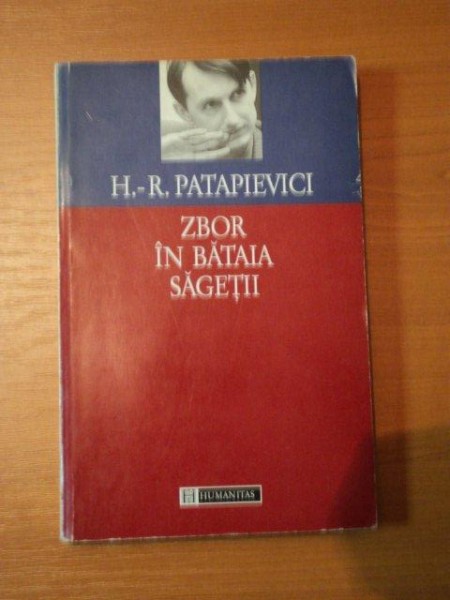 H.-R. PATAPIEVICI
ZBOR
ÎN BĂTAIA
SĂGEȚII
HUMANITAS